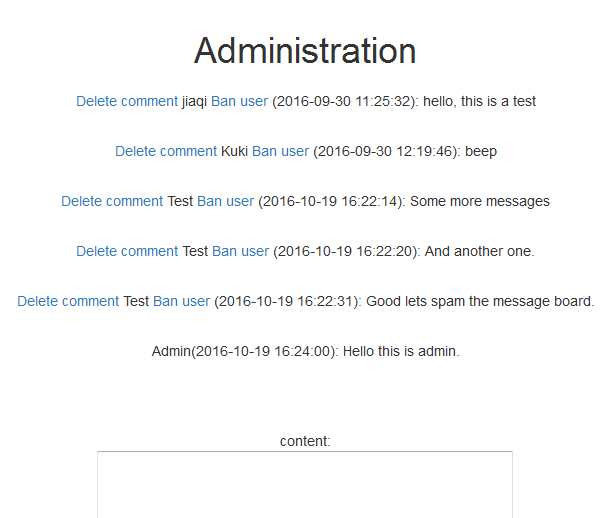 Administration
Delete comment jiaqi Ban user (2016-09-30 11:25:32): hello, this is a test
Delete comment Kuki Ban user (2016-09-30 12:19:46): beep
Delete comment Test Ban user (2016-10-19 16:22:14): Some more messages
Delete comment Test Ban user (2016-10-19 16:22:20): And another one.
Delete comment Test Ban user (2016-10-19 16:22:31): Good lets spam the message board.
Admin(2016-10-19 16:24:00): Hello this is admin.
content: